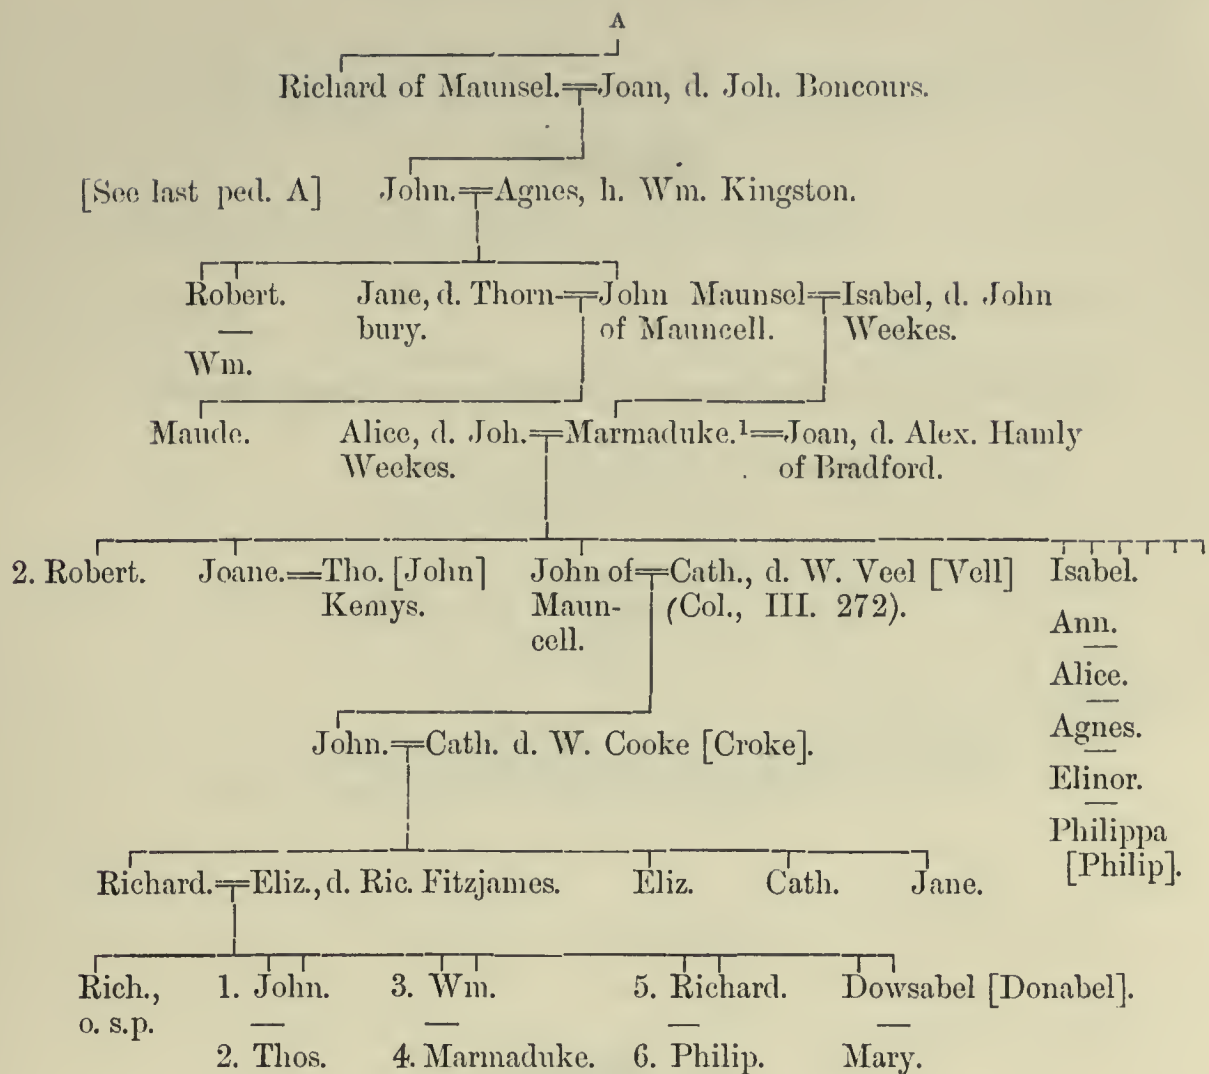 A
Richard of Maunsel.=Joan, d. Joh. Boncours.
[See last ped. A] John.=Agnes, h. Wm. Kingston.
Robert. Jane, d. Thorn-=John Maunsel=Isabel, d. John
— bury. of Mauncell. Weekes.
Wm.
Maude. Alice, d. Joh.=Marmaduke.¹=Joan, d. Alex. Hamly
Weekes. of Bradford.
2. Robert. Joane.=Tho. [John] John of=Cath., d. W. Veel [Vell] Isabel.
Kemys. Maun- (Col., III. 272).
cell. Ann.
—
Alice.
—
John.=Cath. d. W. Cooke [Croke]. Agnes.
—
Elinor.
—
Philippa
[Philip].
Richard.=Eliz., d. Ric. Fitzjames. Eliz. Cath. Jane.
Rich., 1. John. 3. Wm. 5. Richard. Dowsabel [Donabel].
o. s.p. — — — —
2. Thos. 4. Marmaduke. 6. Philip. Mary.